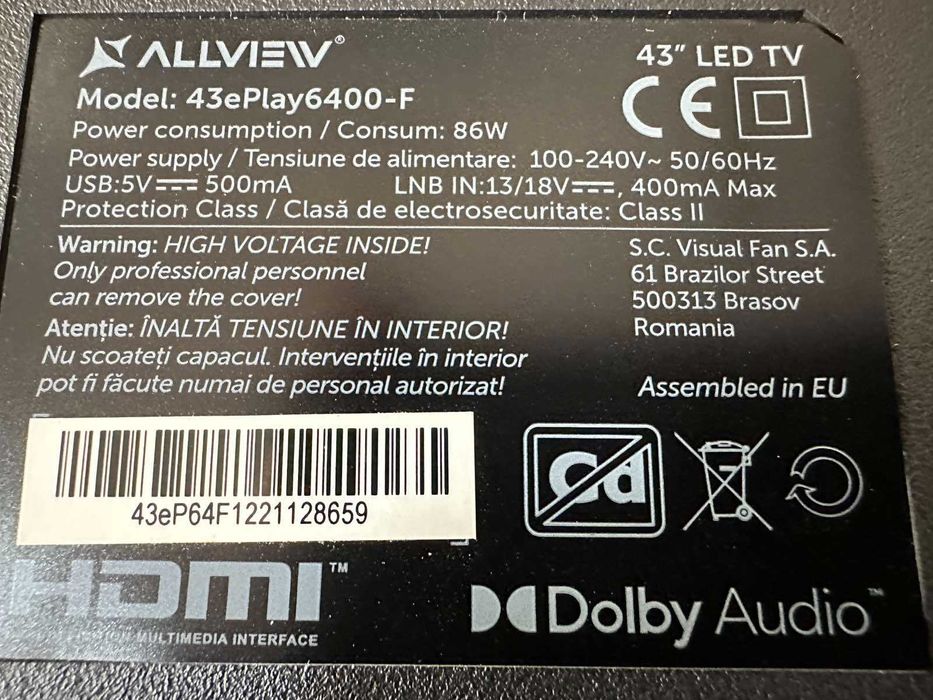 ALLVIEW®
43" LED TV
Model: 43ePlay6400-F
CE
Power consumption / Consum: 86W
Power supply / Tensiune de alimentare: 100-240V~ 50/60Hz
USB:5V⎓ 500mA LNB IN:13/18V⎓, 400mA Max
Protection Class / Clasă de electrosecuritate: Class II
Warning: HIGH VOLTAGE INSIDE!
Only professional personnel
can remove the cover!
Atenție: ÎNALTĂ TENSIUNE ÎN INTERIOR!
Nu scoateți capacul. Intervențiile în interior
pot fi făcute numai de personal autorizat!
S.C. Visual Fan S.A.
61 Brazilor Street
500313 Brasov
Romania
Assembled in EU
43eP64F1221128659
Cd
HDMI™
MULTIMEDIA INTERFACE
Dolby Audio™